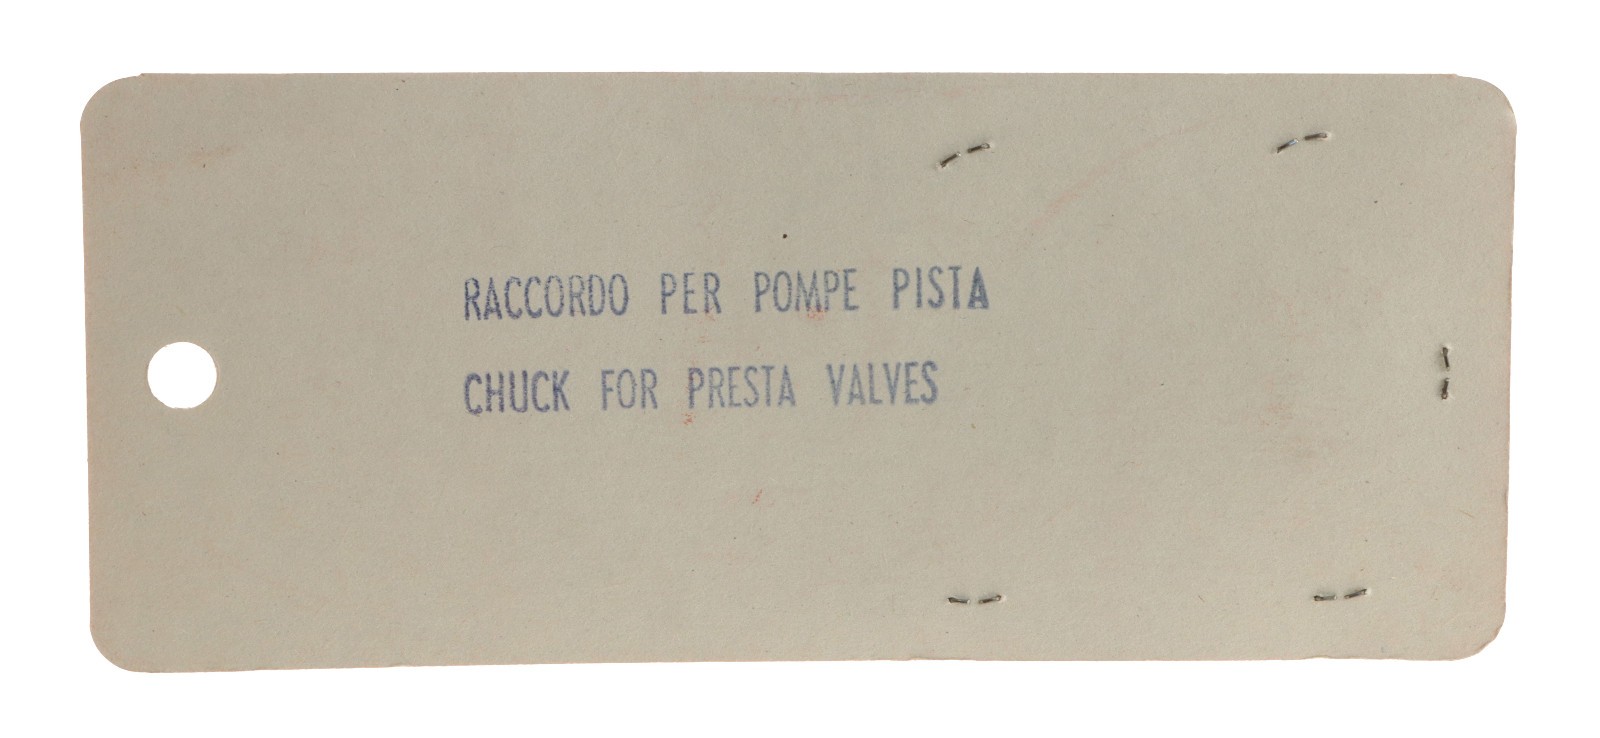 RACCORDO PER POMPE PISTA
CHUCK FOR PRESTA VALVES